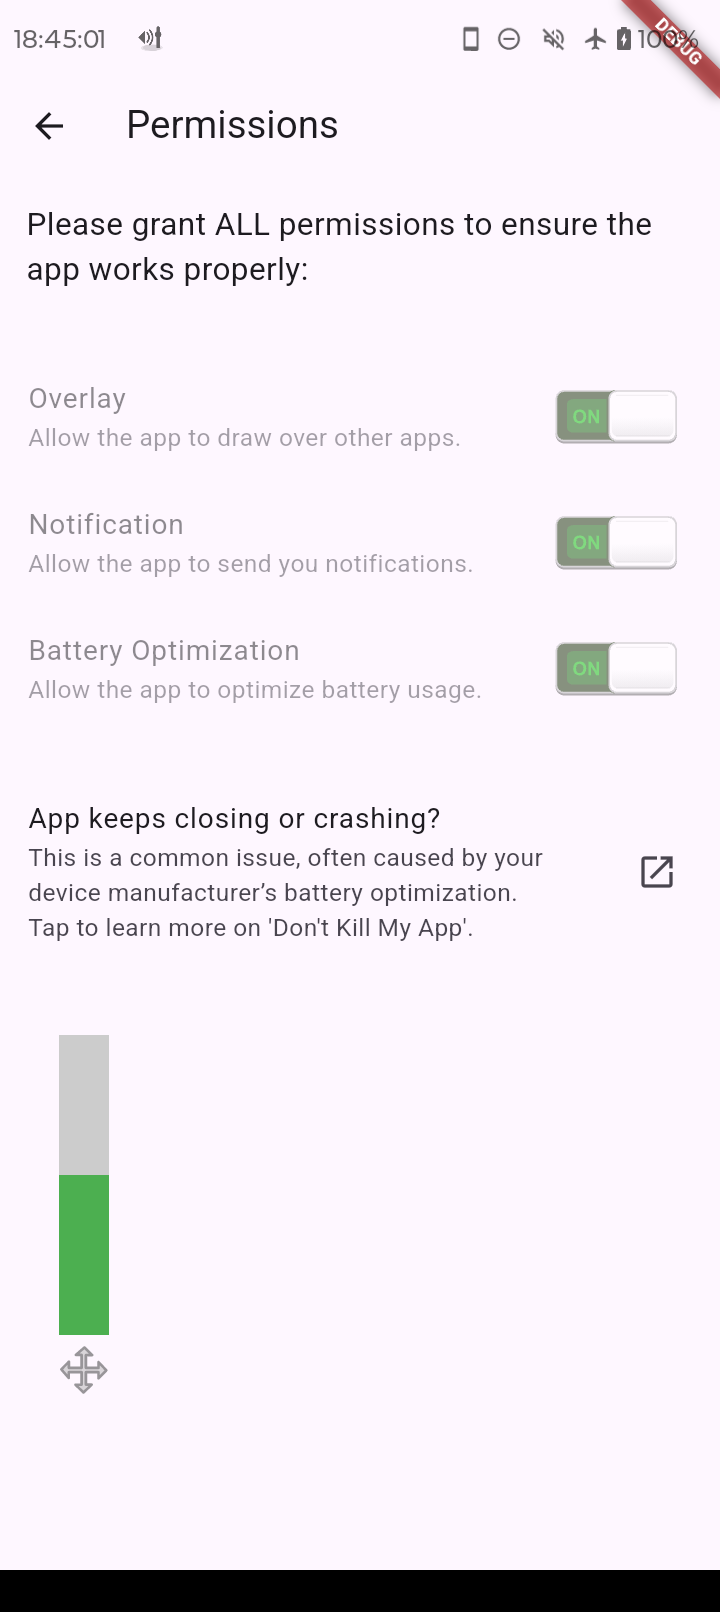 18:45:01
100%
DEBUG
Permissions
Please grant ALL permissions to ensure the
app works properly:
Overlay
ON
Allow the app to draw over other apps.
Notification
ON
Allow the app to send you notifications.
Battery Optimization
ON
Allow the app to optimize battery usage.
App keeps closing or crashing?
This is a common issue, often caused by your
device manufacturer’s battery optimization.
Tap to learn more on 'Don't Kill My App'.